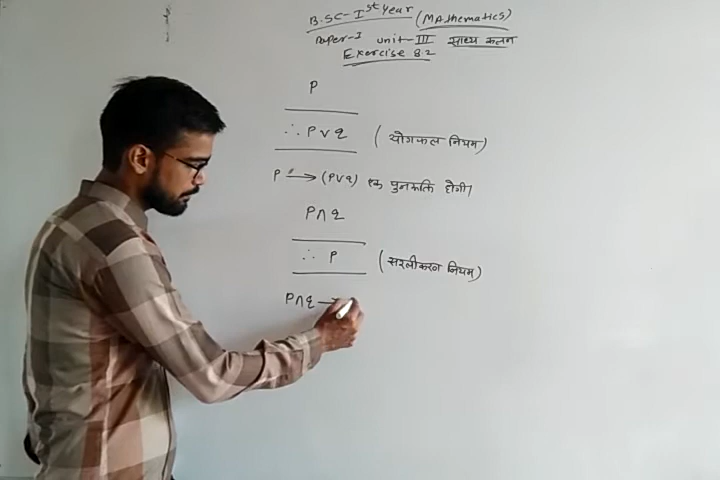 B.SC-Ist Year (MAthematics)
Paper-I Unit-III साध्य कलन
Exercise 8.2
P
∴ P∨q (योगफल नियम)
P → (P∨q) एक पुनरूक्ति होगी।
P∧q
∴ P (सरलीकरण नियम)
P∧q →